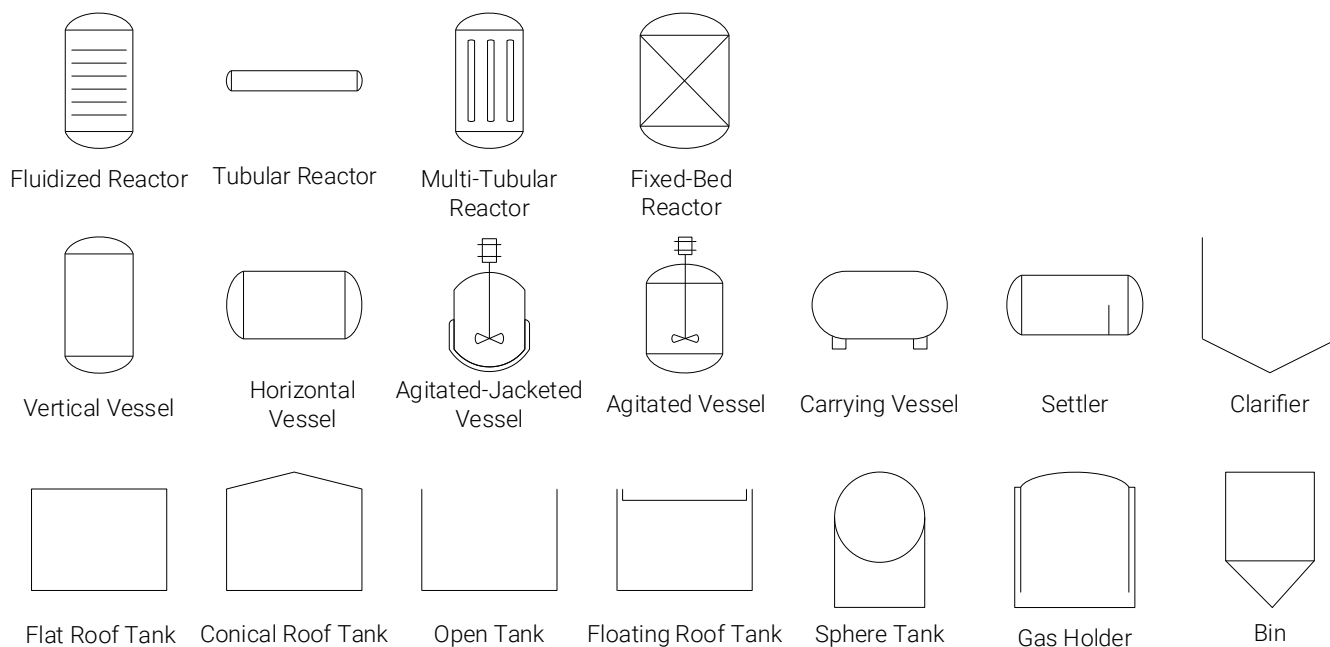 Fluidized Reactor
Tubular Reactor
Multi-Tubular
Reactor
Fixed-Bed
Reactor
Vertical Vessel
Horizontal
Vessel
Agitated-Jacketed
Vessel
Agitated Vessel
Carrying Vessel
Settler
Clarifier
Flat Roof Tank
Conical Roof Tank
Open Tank
Floating Roof Tank
Sphere Tank
Gas Holder
Bin